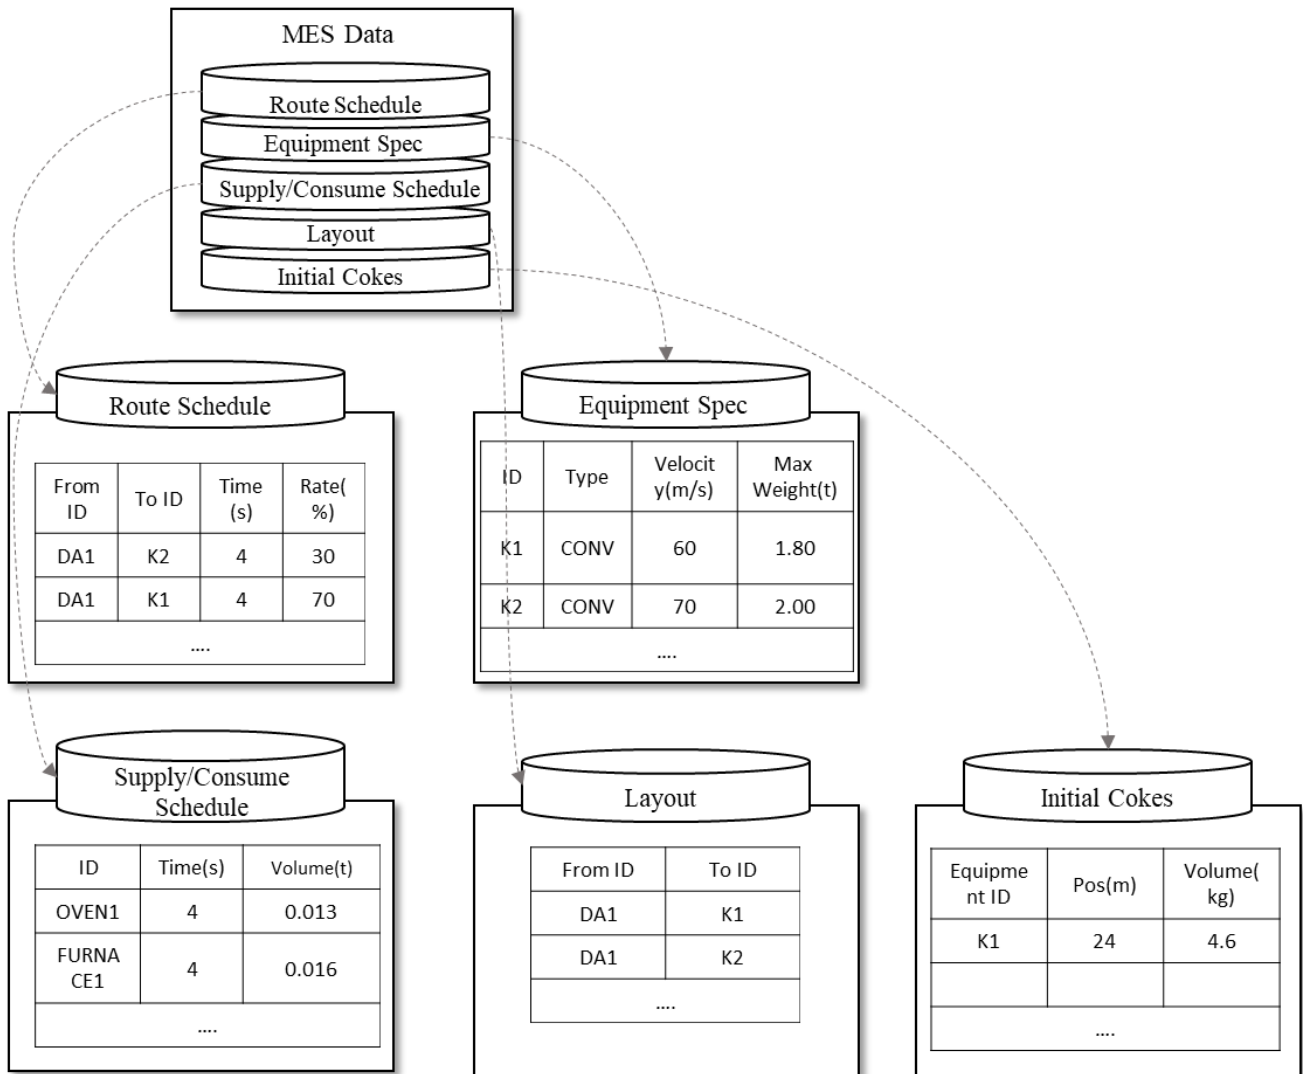 MES Data
Route Schedule
Equipment Spec
Supply/Consume Schedule
Layout
Initial Cokes
Route Schedule
From
ID
To ID
Time
(s)
Rate(
%)
DA1
K2
4
30
DA1
K1
4
70
....
Equipment Spec
ID
Type
Velocit
y(m/s)
Max
Weight(t)
K1
CONV
60
1.80
K2
CONV
70
2.00
....
Supply/Consume
Schedule
ID
Time(s)
Volume(t)
OVEN1
4
0.013
FURNA
CE1
4
0.016
....
Layout
From ID
To ID
DA1
K1
DA1
K2
....
Initial Cokes
Equipme
nt ID
Pos(m)
Volume(
kg)
K1
24
4.6
....